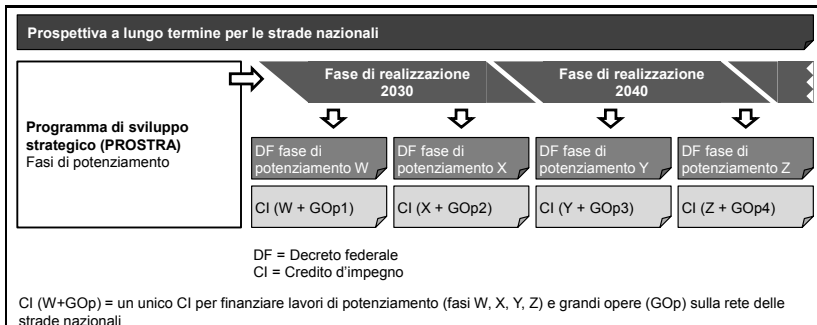 Prospettiva a lungo termine per le strade nazionali
Fase di realizzazione
2030
Fase di realizzazione
2040
Programma di sviluppo
strategico (PROSTRA)
Fasi di potenziamento
DF fase di
potenziamento W
DF fase di
potenziamento X
DF fase di
potenziamento Y
DF fase di
potenziamento Z
CI (W + GOp1)
CI (X + GOp2)
CI (Y + GOp3)
CI (Z + GOp4)
DF = Decreto federale
CI = Credito d'impegno
CI (W+GOp) = un unico CI per finanziare lavori di potenziamento (fasi W, X, Y, Z) e grandi opere (GOp) sulla rete delle
strade nazionali